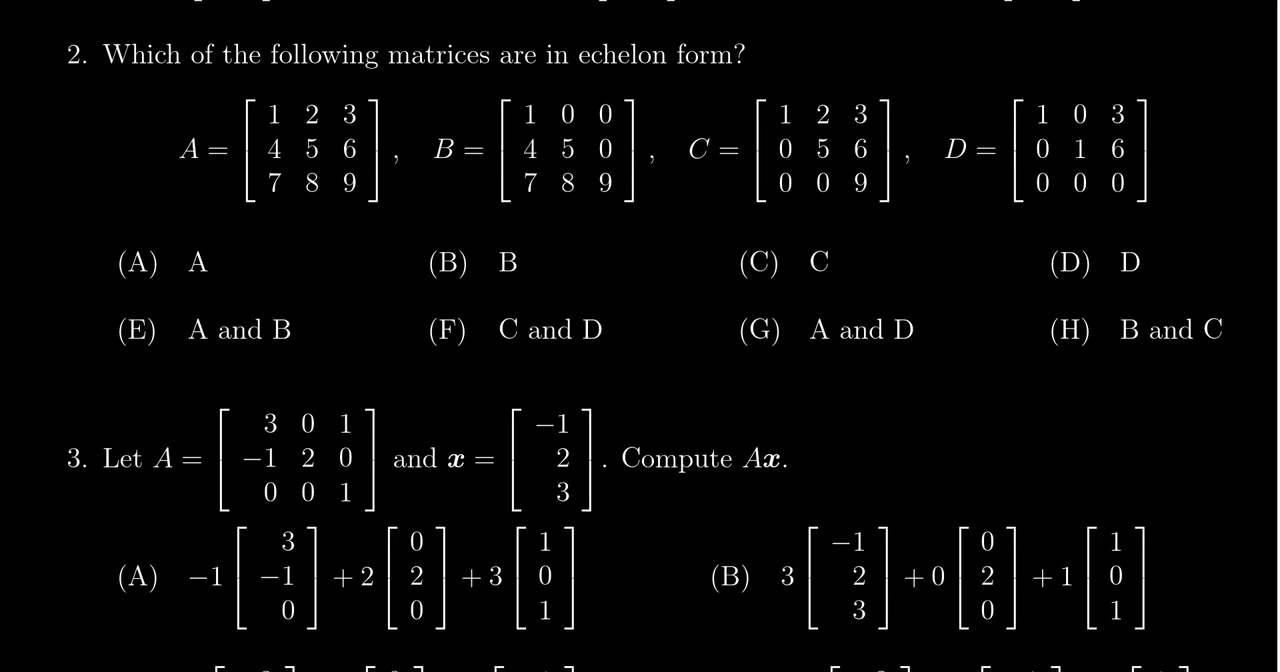 2. Which of the following matrices are in echelon form?
A = [ 1 2 3 ; 4 5 6 ; 7 8 9 ], B = [ 1 0 0 ; 4 5 0 ; 7 8 9 ], C = [ 1 2 3 ; 0 5 6 ; 0 0 9 ], D = [ 1 0 3 ; 0 1 6 ; 0 0 0 ]
(A) A (B) B (C) C (D) D
(E) A and B (F) C and D (G) A and D (H) B and C
3. Let A = [ 3 0 1 ; −1 2 0 ; 0 0 1 ] and x = [ −1 ; 2 ; 3 ]. Compute Ax.
(A) −1 [ 3 ; −1 ; 0 ] + 2 [ 0 ; 2 ; 0 ] + 3 [ 1 ; 0 ; 1 ] (B) 3 [ −1 ; 2 ; 3 ] + 0 [ 0 ; 2 ; 0 ] + 1 [ 1 ; 0 ; 1 ]